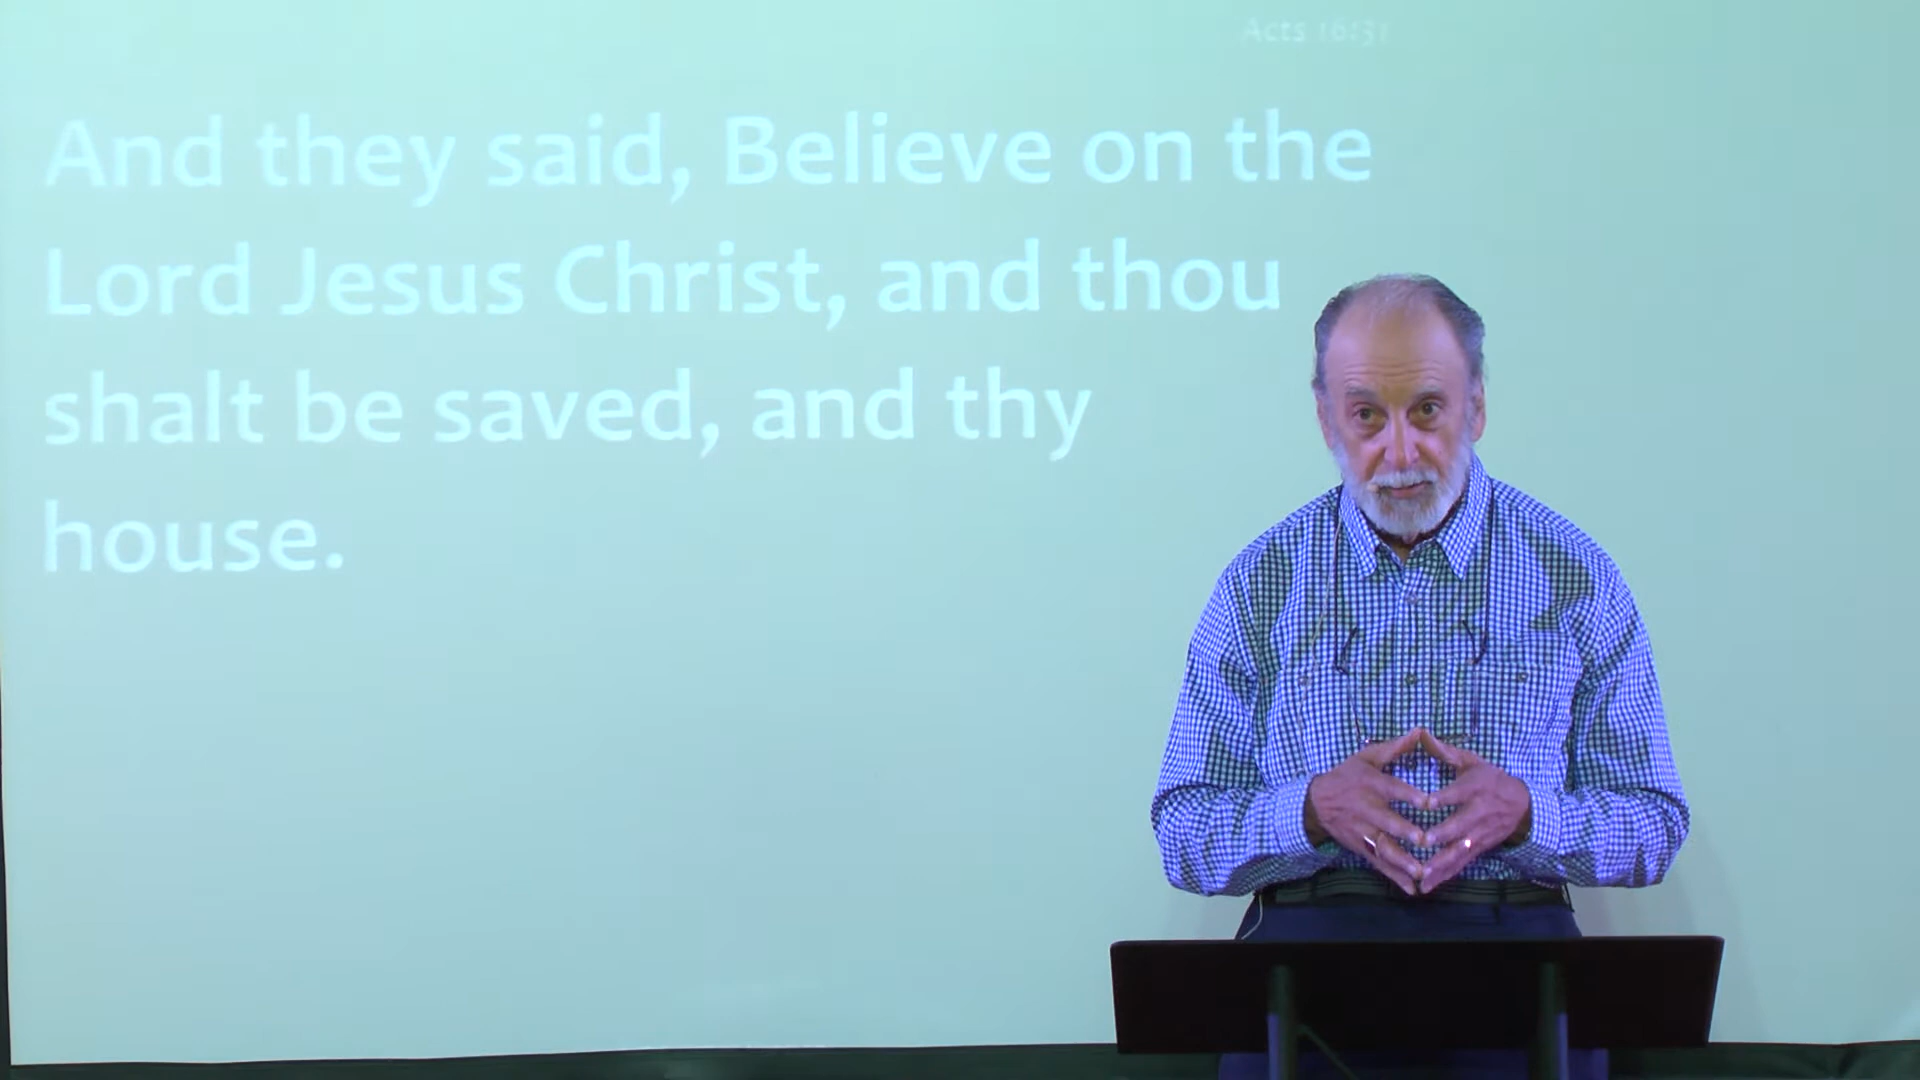 Acts 16:31
And they said, Believe on the
Lord Jesus Christ, and thou
shalt be saved, and thy
house.